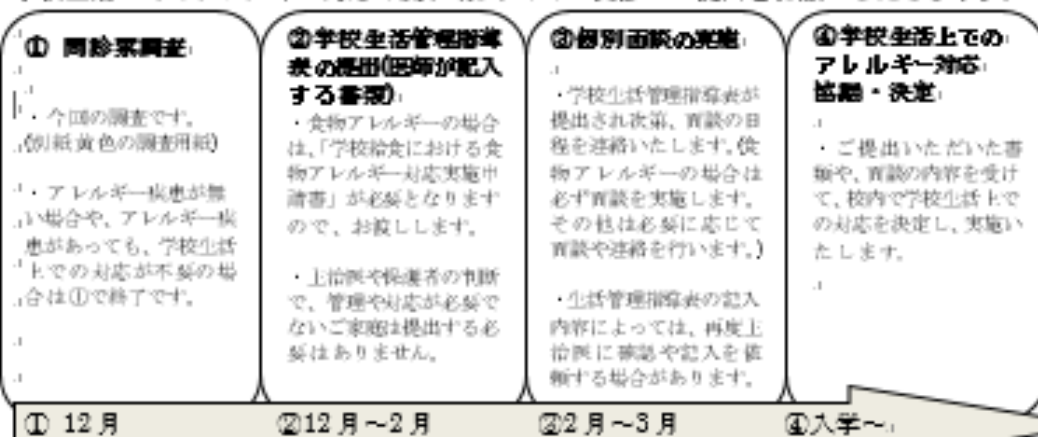 ① 問診票調査
・今回の調査です。
(別紙黄色の調査用紙)
・アレルギー疾患が無
い場合や、アレルギー疾
患があっても、学校生活
上での対応が不要の場
合は①で終了です。
②学校生活管理指導
表の提出(医師が記入
する書類)
・食物アレルギーの場合
は、「学校給食における食
物アレルギー対応実施申
請書」が必要となります
ので、お渡しします。
・主治医や保護者の判断
で、管理や対応が必要で
ないご家庭は提出する必
要はありません。
③個別面談の実施
・学校生活管理指導表が
提出され次第、面談の日
程を連絡いたします。(食
物アレルギーの場合は
必ず面談を実施します。
その他は必要に応じて
面談や連絡を行います。)
・生活管理指導表の記入
内容によっては、再度主
治医に確認や記入を依
頼する場合があります。
④学校生活上での
アレルギー対応
協議・決定
・ご提出いただいた書
類や、面談の内容を受け
て、校内で学校生活上で
の対応を決定し、実施い
たします。
① 12月
②12月～2月
③2月～3月
④入学～